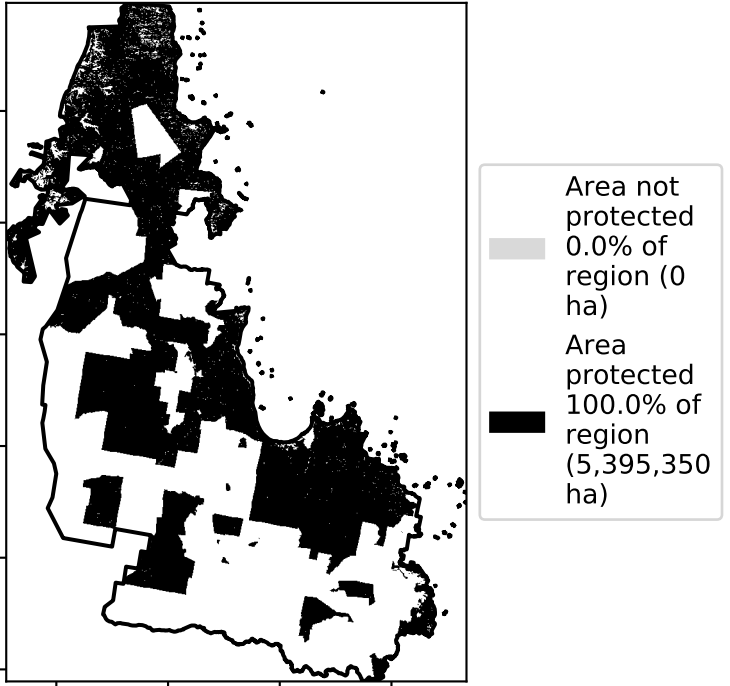 Area not
protected
0.0% of
region (0
ha)
Area
protected
100.0% of
region
(5,395,350
ha)